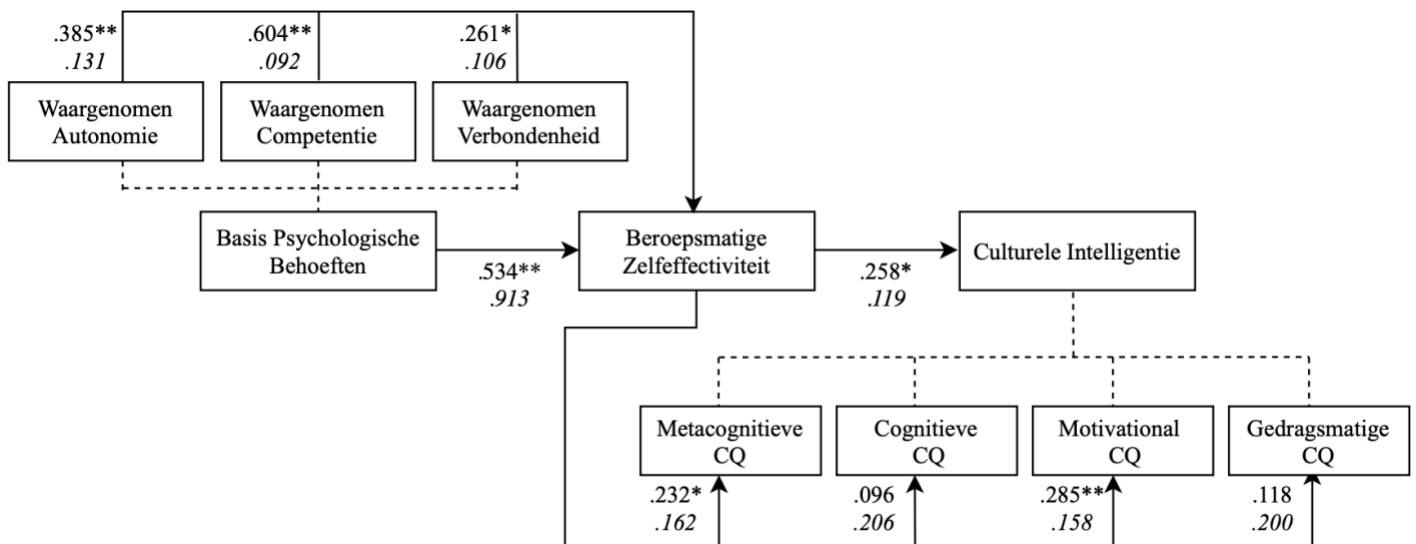 .385**
.131
.604**
.092
.261*
.106
Waargenomen
Autonomie
Waargenomen
Competentie
Waargenomen
Verbondenheid
Basis Psychologische
Behoeften
.534**
.913
Beroepsmatige
Zelfeffectiviteit
.258*
.119
Culturele Intelligentie
Metacognitieve
CQ
Cognitieve
CQ
Motivational
CQ
Gedragsmatige
CQ
.232*
.162
.096
.206
.285**
.158
.118
.200